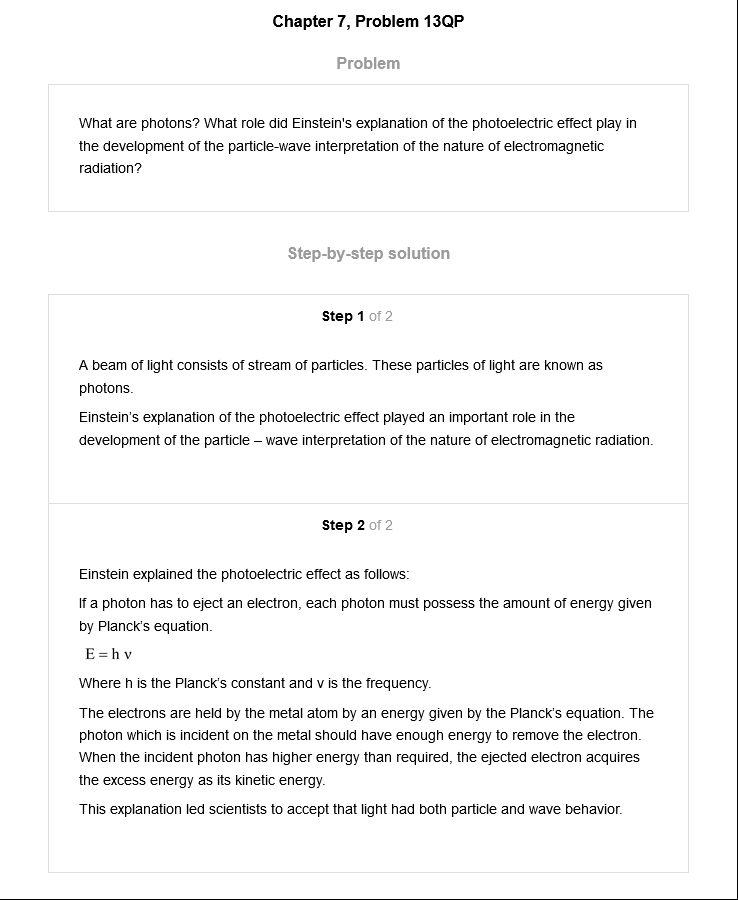 Chapter 7, Problem 13QP
Problem
What are photons? What role did Einstein's explanation of the photoelectric effect play in
the development of the particle-wave interpretation of the nature of electromagnetic
radiation?
Step-by-step solution
Step 1 of 2
A beam of light consists of stream of particles. These particles of light are known as
photons.
Einstein’s explanation of the photoelectric effect played an important role in the
development of the particle – wave interpretation of the nature of electromagnetic radiation.
Step 2 of 2
Einstein explained the photoelectric effect as follows:
If a photon has to eject an electron, each photon must possess the amount of energy given
by Planck’s equation.
E = h ν
Where h is the Planck’s constant and ν is the frequency.
The electrons are held by the metal atom by an energy given by the Planck’s equation. The
photon which is incident on the metal should have enough energy to remove the electron.
When the incident photon has higher energy than required, the ejected electron acquires
the excess energy as its kinetic energy.
This explanation led scientists to accept that light had both particle and wave behavior.